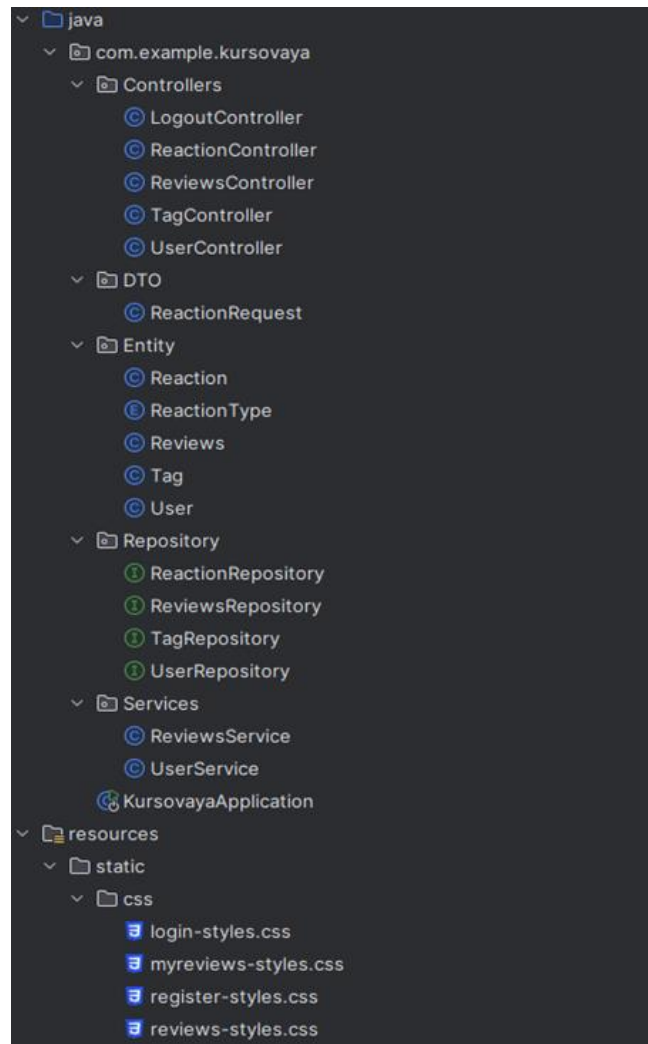 java
com.example.kursovaya
Controllers
LogoutController
ReactionController
ReviewsController
TagController
UserController
DTO
ReactionRequest
Entity
Reaction
ReactionType
Reviews
Tag
User
Repository
ReactionRepository
ReviewsRepository
TagRepository
UserRepository
Services
ReviewsService
UserService
KursovayaApplication
resources
static
css
login-styles.css
myreviews-styles.css
register-styles.css
reviews-styles.css